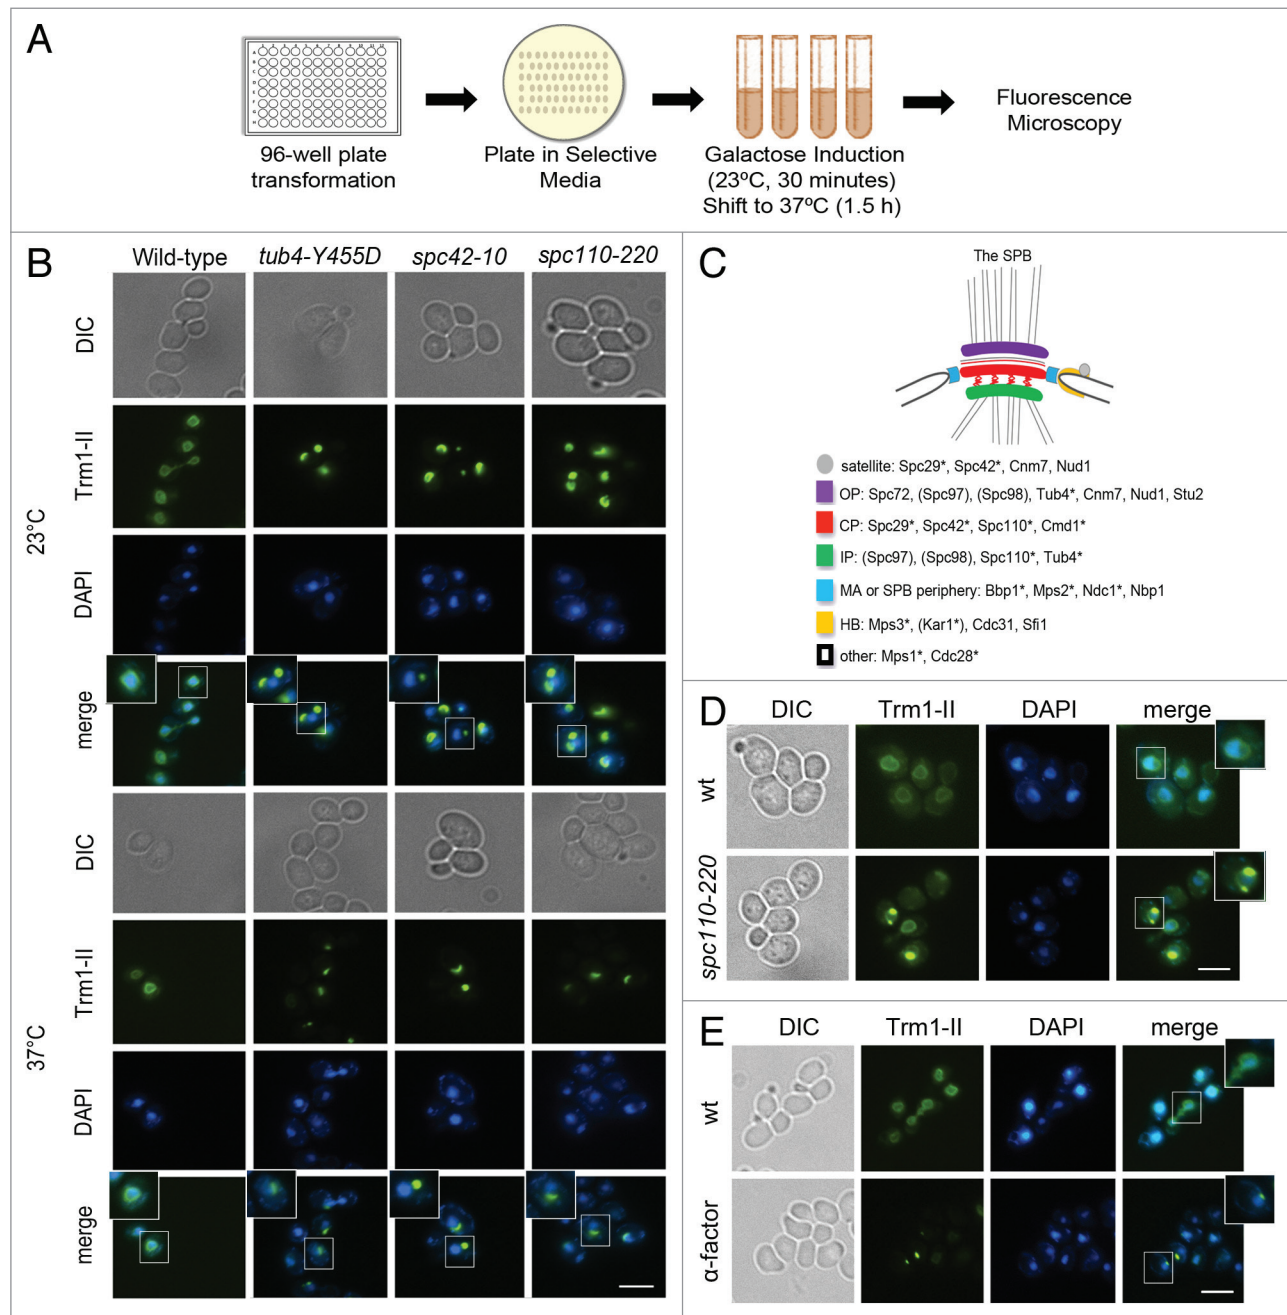 A
96-well plate
transformation
Plate in Selective
Media
Galactose Induction
(23ºC, 30 minutes)
Shift to 37ºC (1.5 h)
Fluorescence
Microscopy
B
Wild-type
tub4-Y455D
spc42-10
spc110-220
23°C
DIC
Trm1-II
DAPI
merge
37°C
DIC
Trm1-II
DAPI
merge
C
The SPB
satellite: Spc29*, Spc42*, Cnm7, Nud1
OP: Spc72, (Spc97), (Spc98), Tub4*, Cnm7, Nud1, Stu2
CP: Spc29*, Spc42*, Spc110*, Cmd1*
IP: (Spc97), (Spc98), Spc110*, Tub4*
MA or SPB periphery: Bbp1*, Mps2*, Ndc1*, Nbp1
HB: Mps3*, (Kar1*), Cdc31, Sfi1
other: Mps1*, Cdc28*
D
DIC
Trm1-II
DAPI
merge
wt
spc110-220
E
DIC
Trm1-II
DAPI
merge
wt
α-factor